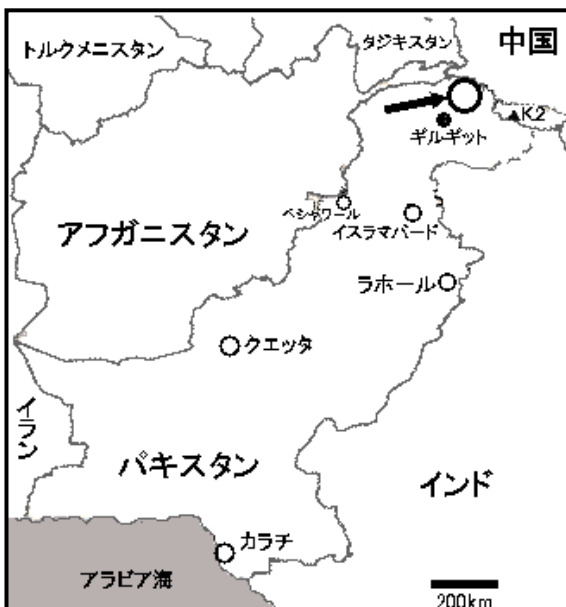 トルクメニスタン
タジキスタン
中国
▲K2
ギルギット
ペシャワール
イスラマバード
アフガニスタン
ラホール
クエッタ
イラン
パキスタン
インド
カラチ
アラビア海
200km